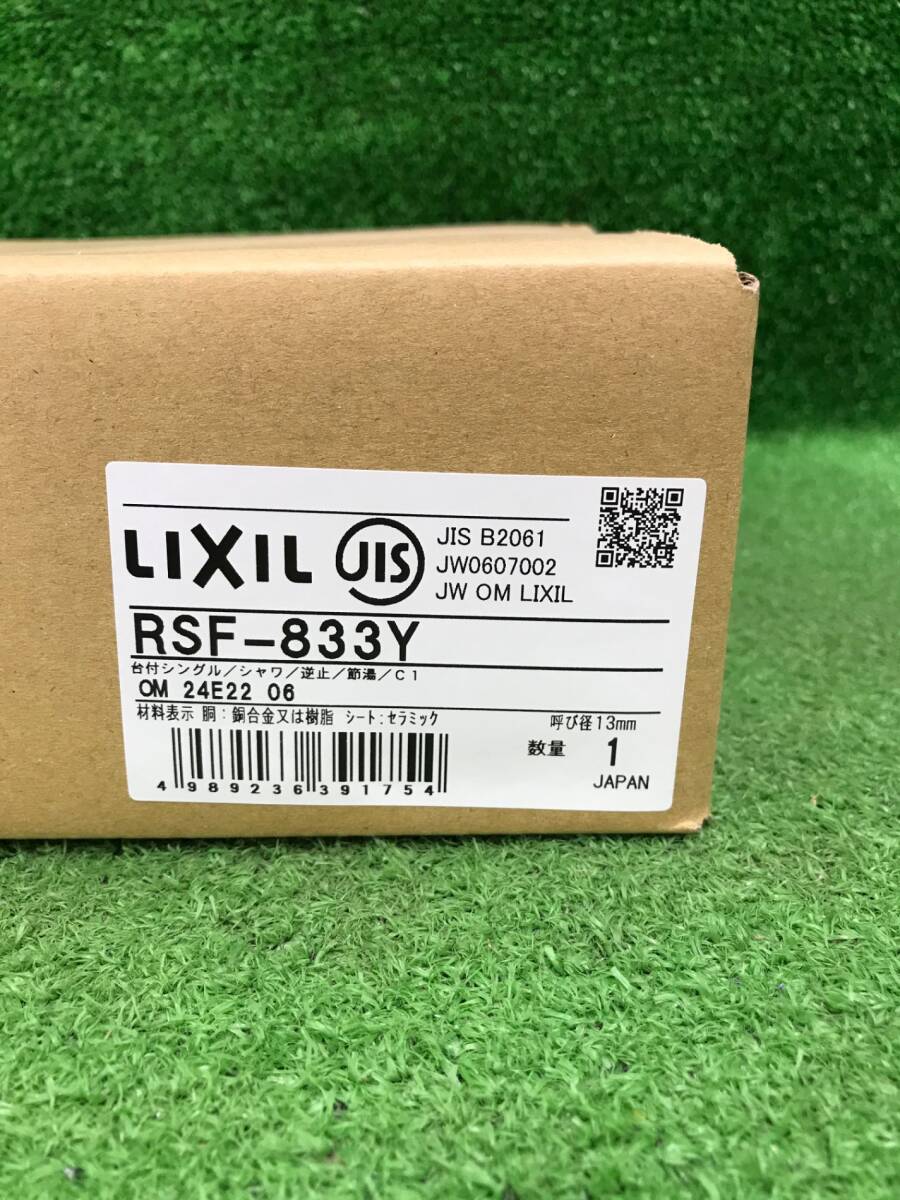 LIXIL
JIS
JIS B2061
JW0607002
JW OM LIXIL
RSF-833Y
台付シングル/シャワ/逆止/節湯/C1
OM 24E22 06
材料表示 胴:銅合金又は樹脂 シート:セラミック
呼び径13mm
数量 1
JAPAN
4989236391754